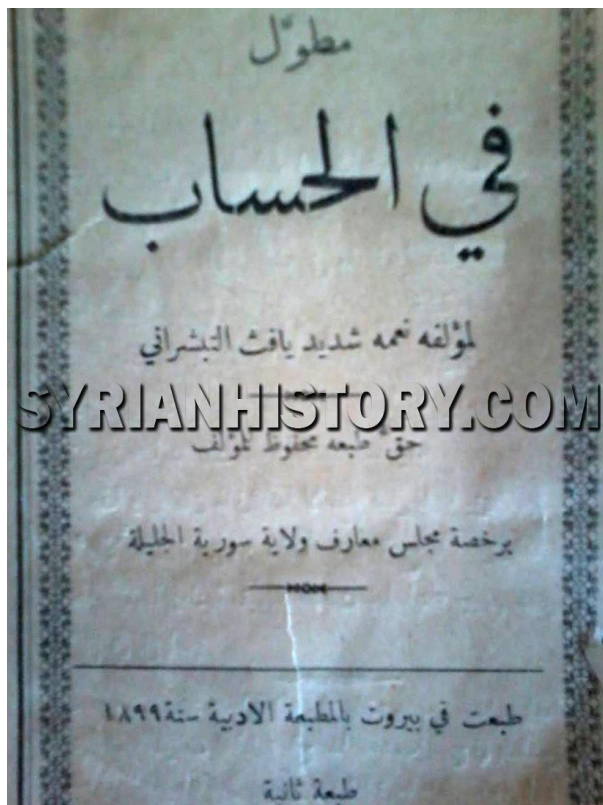 مطوّل
في الحساب
لمؤلفه نعمه شديد يافث التبشراني
SYRIANHISTORY.COM
حقّ طبعه محفوظ للمؤلف
برخصة مجلس معارف ولاية سورية الجليلة
طبعت في بيروت بالمطبعة الادبية سنة ١٨٩٩
طبعة ثانية